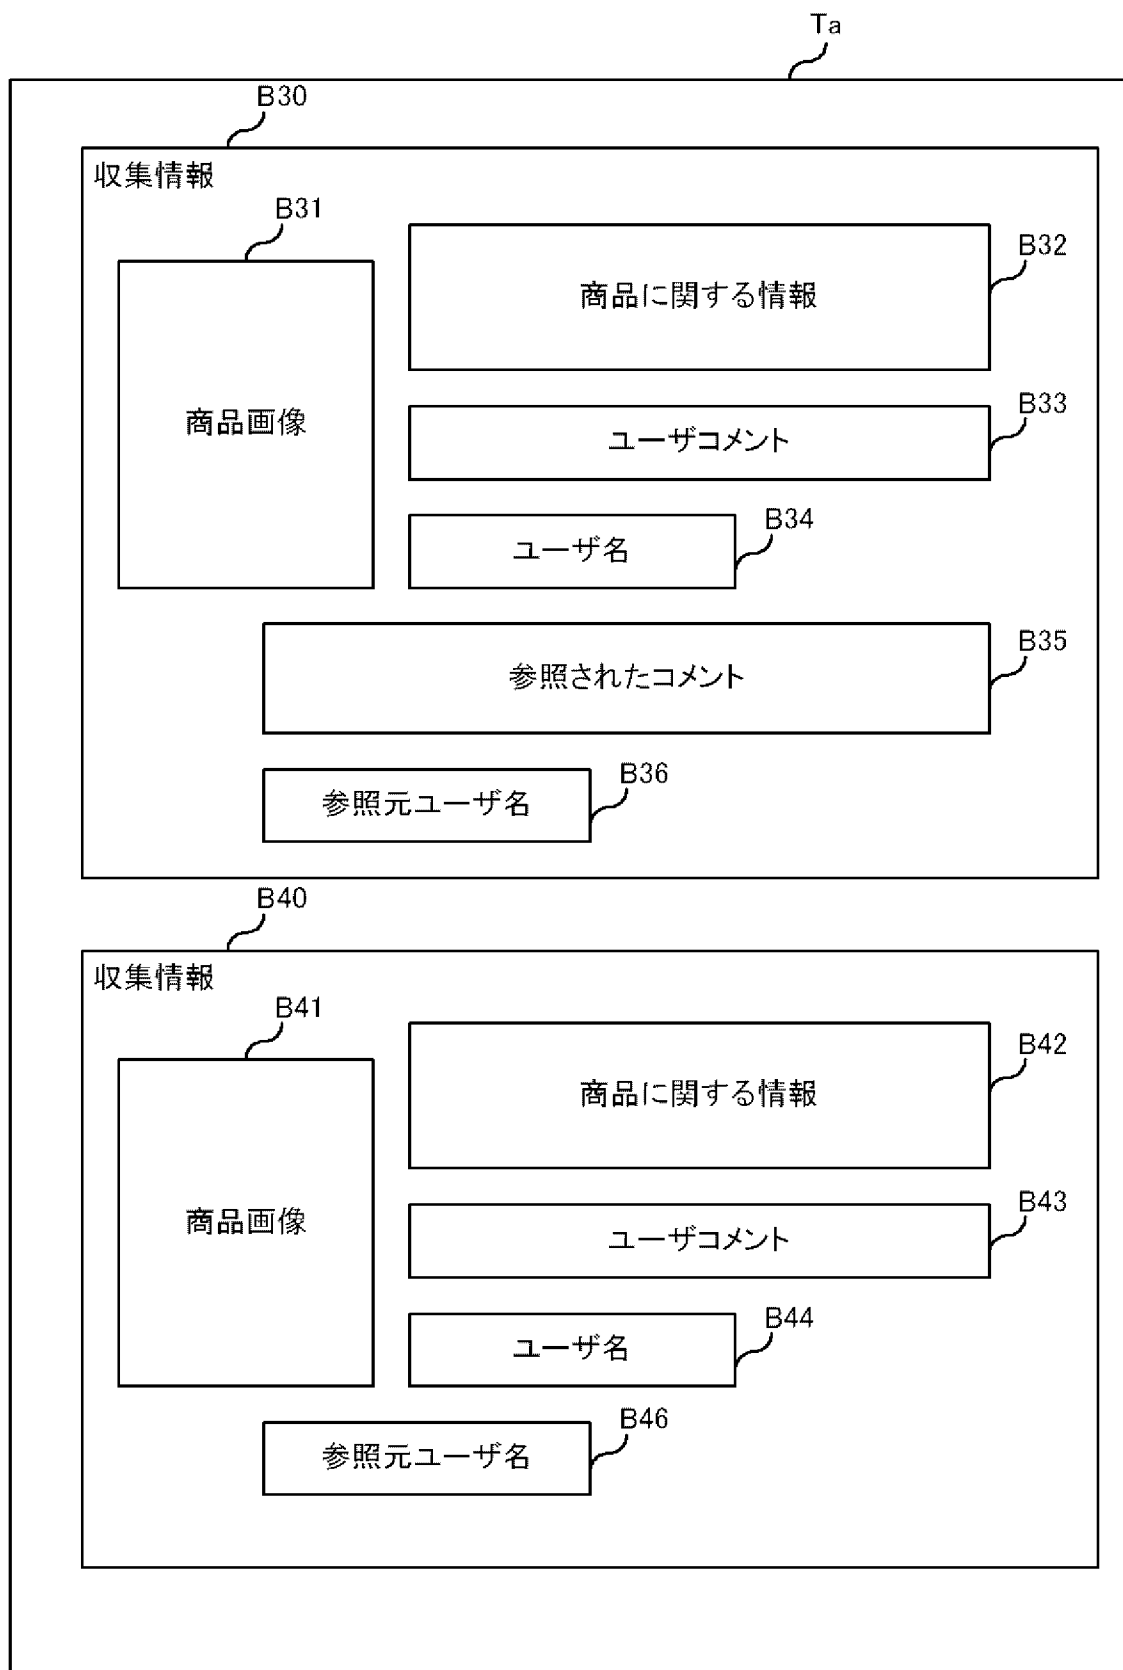 Ta
B30
収集情報
B31
B32
商品に関する情報
商品画像
B33
ユーザコメント
B34
ユーザ名
B35
参照されたコメント
B36
参照元ユーザ名
B40
収集情報
B41
B42
商品に関する情報
商品画像
B43
ユーザコメント
B44
ユーザ名
B46
参照元ユーザ名